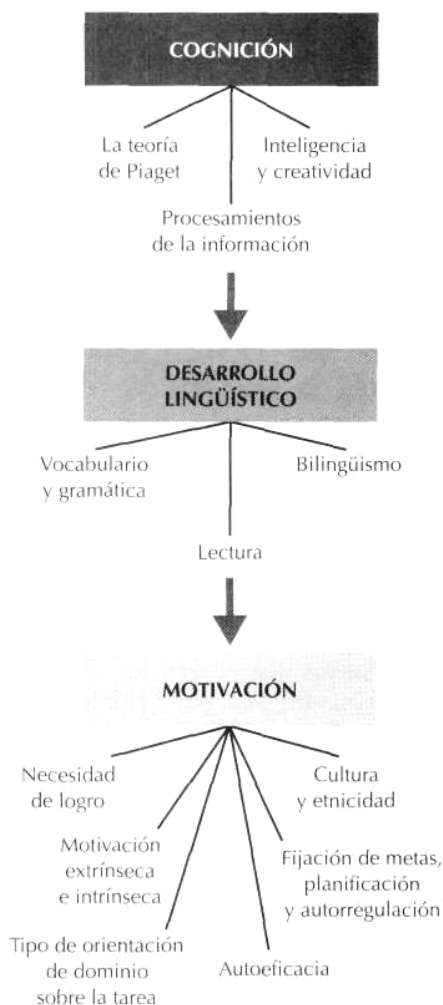 COGNICIÓN
La teoría
de Piaget
Inteligencia
y creatividad
Procesamientos
de la información
DESARROLLO
LINGÜÍSTICO
Vocabulario
y gramática
Bilingüismo
Lectura
MOTIVACIÓN
Necesidad
de logro
Cultura
y etnicidad
Motivación
extrínseca
e intrínseca
Fijación de metas,
planificación
y autorregulación
Tipo de orientación
de dominio
sobre la tarea
Autoeficacia